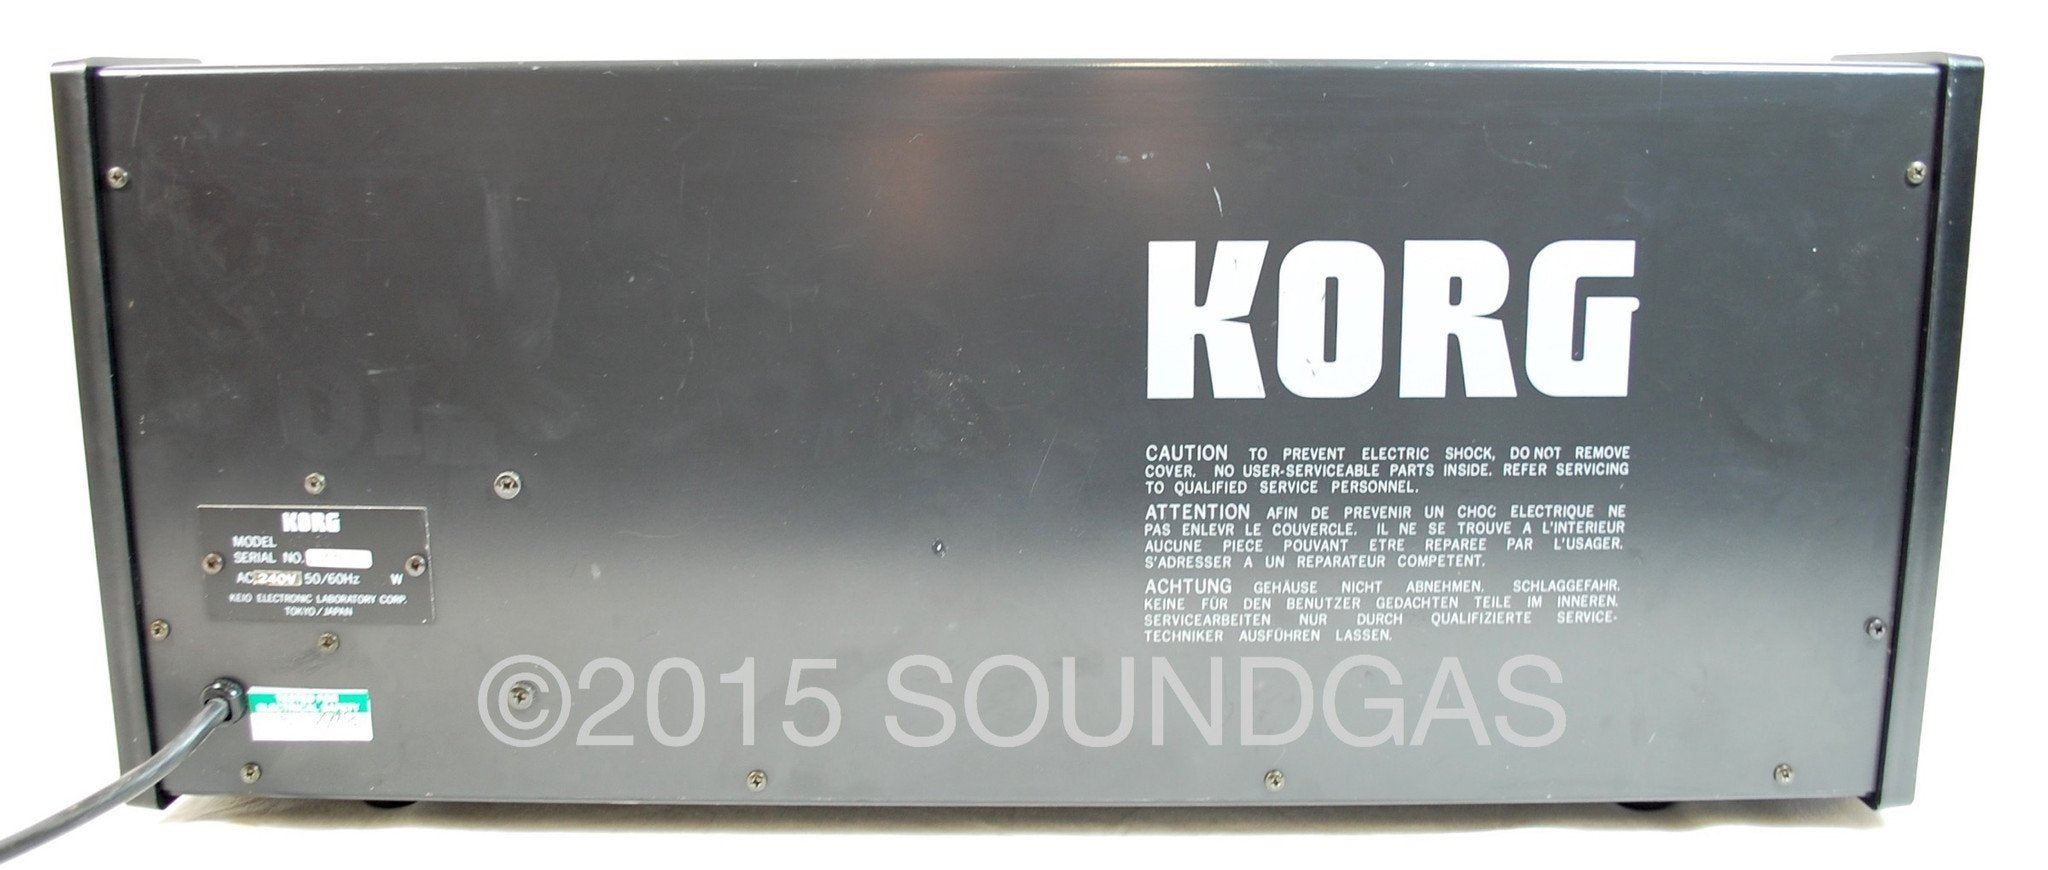 KORG
CAUTION TO PREVENT ELECTRIC SHOCK, DO NOT REMOVE
COVER. NO USER-SERVICEABLE PARTS INSIDE. REFER SERVICING
TO QUALIFIED SERVICE PERSONNEL.
ATTENTION AFIN DE PREVENIR UN CHOC ELECTRIQUE NE
PAS ENLEVR LE COUVERCLE. IL NE SE TROUVE A L'INTERIEUR
AUCUNE PIECE POUVANT ETRE REPAREE PAR L'USAGER.
S'ADRESSER A UN REPARATEUR COMPETENT.
ACHTUNG GEHÄUSE NICHT ABNEHMEN. SCHLAGGEFAHR.
KEINE FÜR DEN BENUTZER GEDACHTEN TEILE IM INNEREN.
SERVICEARBEITEN NUR DURCH QUALIFIZIERTE SERVICE-
TECHNIKER AUSFÜHREN LASSEN.
KORG
MODEL
SERIAL NO.
AC 240V 50/60Hz W
KEIO ELECTRONIC LABORATORY CORP.
TOKYO/JAPAN
©2015 SOUNDGAS